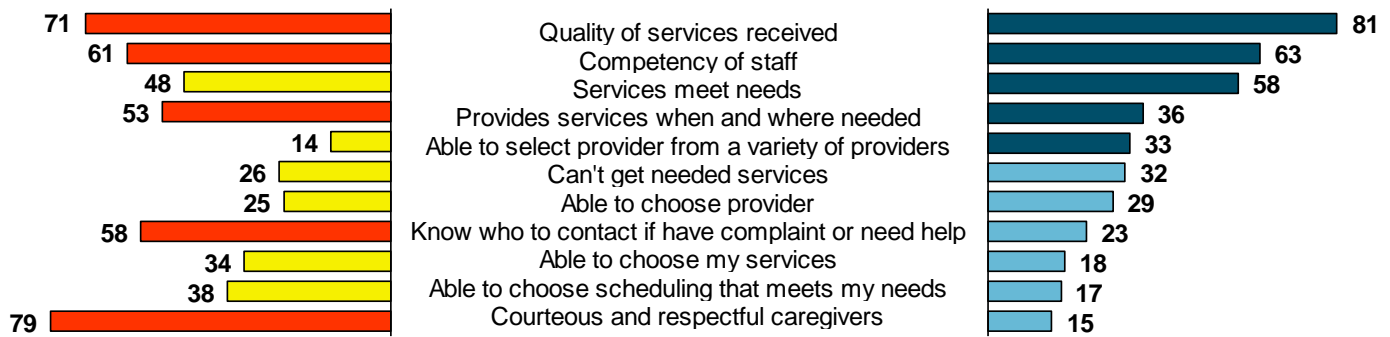 71 Quality of services received 81
61 Competency of staff 63
48 Services meet needs 58
53 Provides services when and where needed 36
14 Able to select provider from a variety of providers 33
26 Can't get needed services 32
25 Able to choose provider 29
58 Know who to contact if have complaint or need help 23
34 Able to choose my services 18
38 Able to choose scheduling that meets my needs 17
79 Courteous and respectful caregivers 15